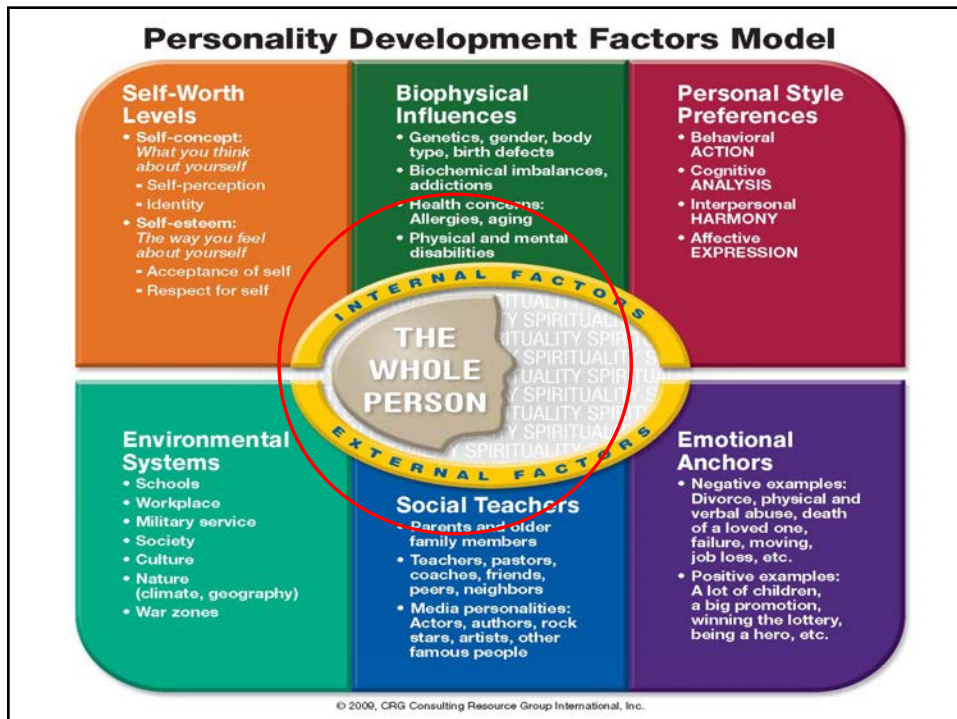 Personality Development Factors Model
Self-Worth
Levels
• Self-concept:
What you think
about yourself
- Self-perception
- Identity
• Self-esteem:
The way you feel
about yourself
- Acceptance of self
- Respect for self
Biophysical
Influences
• Genetics, gender, body
type, birth defects
• Biochemical imbalances,
addictions
• Health concerns:
Allergies, aging
• Physical and mental
disabilities
Personal Style
Preferences
• Behavioral
ACTION
• Cognitive
ANALYSIS
• Interpersonal
HARMONY
• Affective
EXPRESSION
INTERNAL FACTORS
THE
WHOLE
PERSON
SPIRITUALITY
SPIRITUALITY
SPIRITUALITY
SPIRITUALITY
EXTERNAL FACTORS
Environmental
Systems
• Schools
• Workplace
• Military service
• Society
• Culture
• Nature
(climate, geography)
• War zones
Social Teachers
• Parents and older
family members
• Teachers, pastors,
coaches, friends,
peers, neighbors
• Media personalities:
Actors, authors, rock
stars, artists, other
famous people
Emotional
Anchors
• Negative examples:
Divorce, physical and
verbal abuse, death
of a loved one,
failure, moving,
job loss, etc.
• Positive examples:
A lot of children,
a big promotion,
winning the lottery,
being a hero, etc.
© 2009, CRG Consulting Resource Group International, Inc.